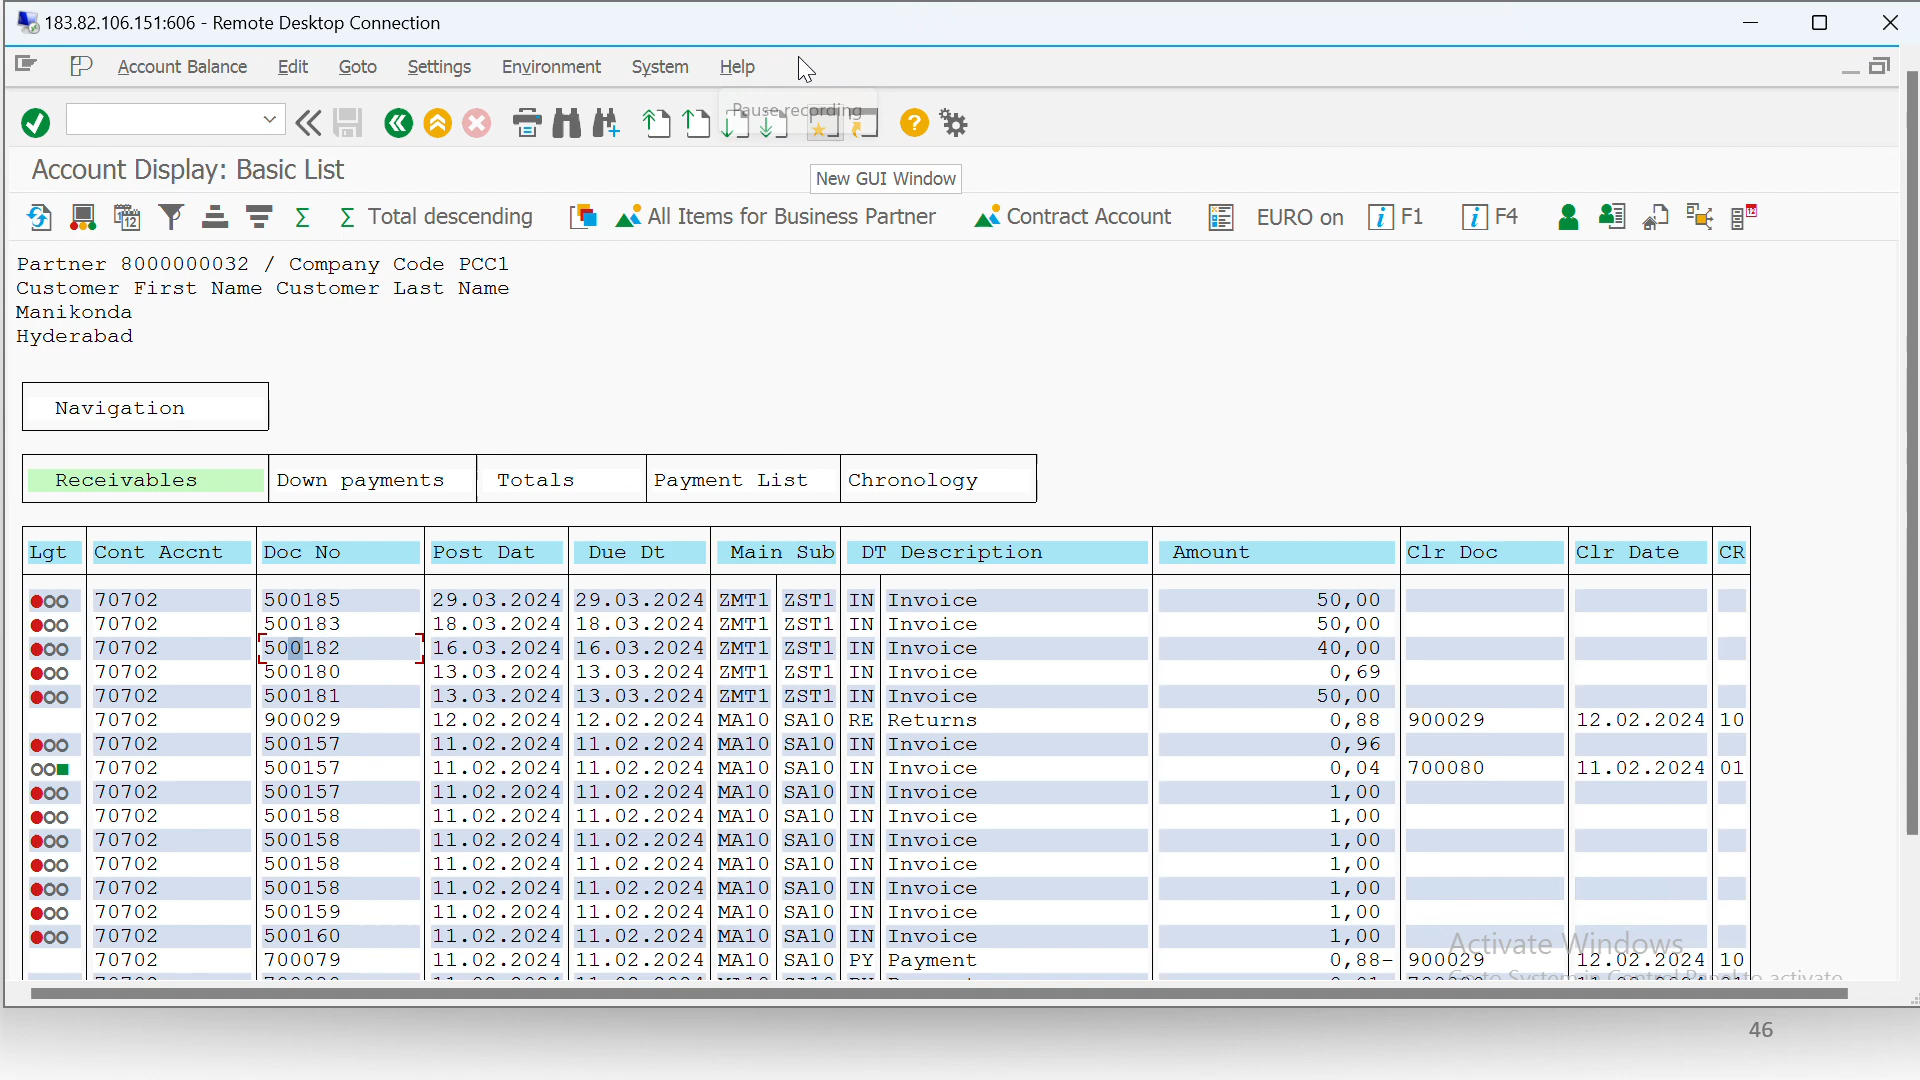 183.82.106.151:606 - Remote Desktop Connection
Account Balance Edit Goto Settings Environment System Help
Pause recording
Account Display: Basic List
New GUI Window
Total descending All Items for Business Partner Contract Account EURO on F1 F4
Partner 8000000032 / Company Code PCC1
Customer First Name Customer Last Name
Manikonda
Hyderabad
Navigation
Receivables Down payments Totals Payment List Chronology
Lgt Cont Accnt Doc No Post Dat Due Dt Main Sub DT Description Amount Clr Doc Clr Date CR
70702 500185 29.03.2024 29.03.2024 ZMT1 ZST1 IN Invoice 50,00
70702 500183 18.03.2024 18.03.2024 ZMT1 ZST1 IN Invoice 50,00
70702 500182 16.03.2024 16.03.2024 ZMT1 ZST1 IN Invoice 40,00
70702 500180 13.03.2024 13.03.2024 ZMT1 ZST1 IN Invoice 0,69
70702 500181 13.03.2024 13.03.2024 ZMT1 ZST1 IN Invoice 50,00
70702 900029 12.02.2024 12.02.2024 MA10 SA10 RE Returns 0,88 900029 12.02.2024 10
70702 500157 11.02.2024 11.02.2024 MA10 SA10 IN Invoice 0,96
70702 500157 11.02.2024 11.02.2024 MA10 SA10 IN Invoice 0,04 700080 11.02.2024 01
70702 500157 11.02.2024 11.02.2024 MA10 SA10 IN Invoice 1,00
70702 500158 11.02.2024 11.02.2024 MA10 SA10 IN Invoice 1,00
70702 500158 11.02.2024 11.02.2024 MA10 SA10 IN Invoice 1,00
70702 500158 11.02.2024 11.02.2024 MA10 SA10 IN Invoice 1,00
70702 500158 11.02.2024 11.02.2024 MA10 SA10 IN Invoice 1,00
70702 500159 11.02.2024 11.02.2024 MA10 SA10 IN Invoice 1,00
70702 500160 11.02.2024 11.02.2024 MA10 SA10 IN Invoice 1,00
Activate Windows
70702 700079 11.02.2024 11.02.2024 MA10 SA10 PY Payment 0,88- 900029 12.02.2024 10
Go to System in Control Panel to activate
46